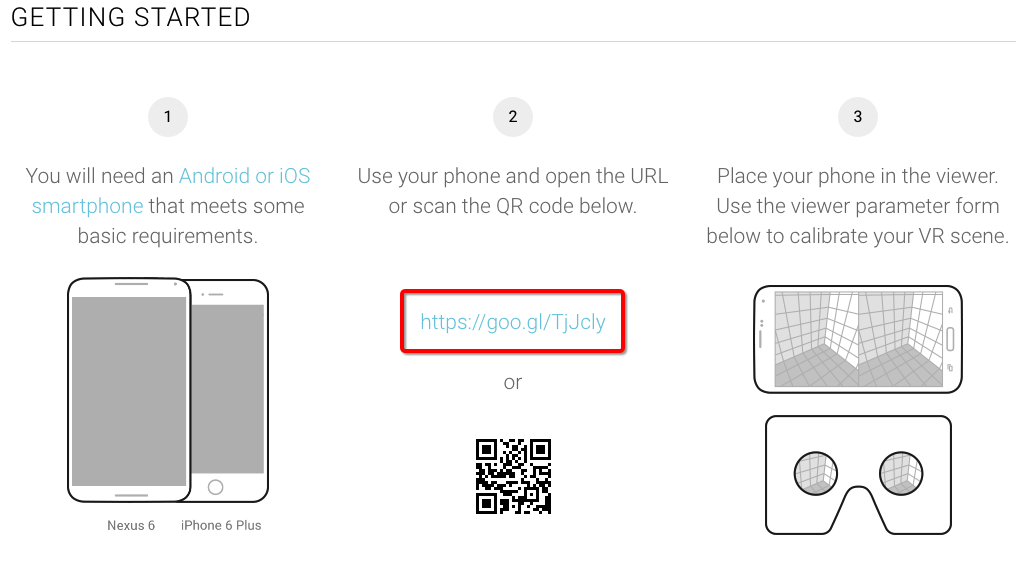 GETTING STARTED
1
You will need an Android or iOS
smartphone that meets some
basic requirements.
Nexus 6
iPhone 6 Plus
2
Use your phone and open the URL
or scan the QR code below.
https://goo.gl/TjJcly
or
3
Place your phone in the viewer.
Use the viewer parameter form
below to calibrate your VR scene.